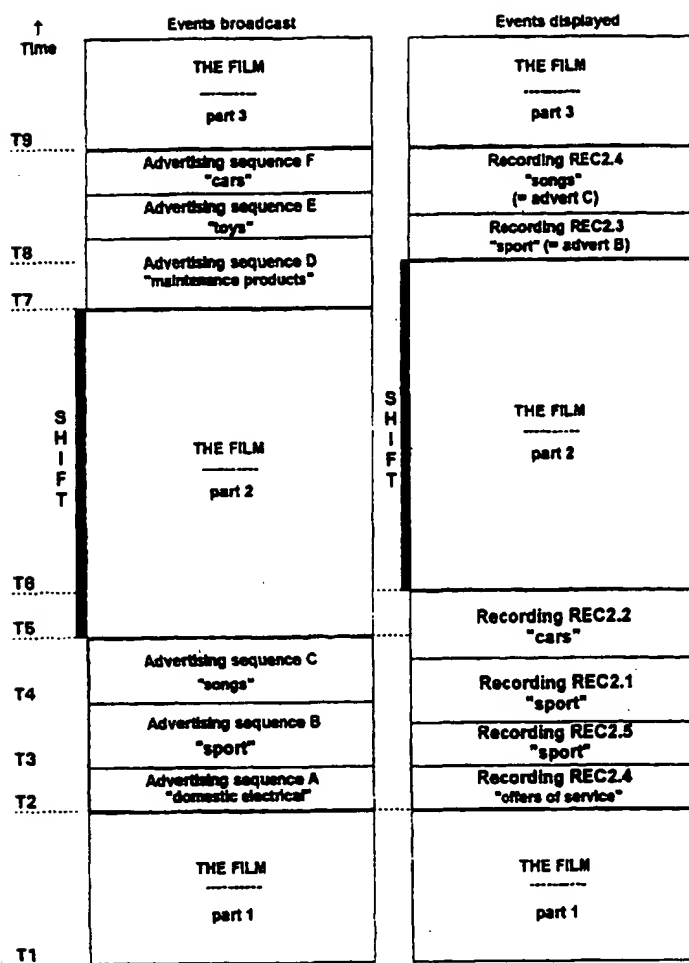 ↑
Time
Events broadcast
THE FILM
---------
part 3
T9
Advertising sequence F
"cars"
Advertising sequence E
"toys"
T8
Advertising sequence D
"maintenance products"
T7
SHIFT
THE FILM
---------
part 2
T6
T5
Advertising sequence C
"songs"
T4
Advertising sequence B
"sport"
T3
Advertising sequence A
"domestic electrical"
T2
THE FILM
---------
part 1
T1
Events displayed
THE FILM
---------
part 3
Recording REC2.4
"songs"
(= advert C)
Recording REC2.3
"sport" (= advert B)
SHIFT
THE FILM
---------
part 2
Recording REC2.2
"cars"
Recording REC2.1
"sport"
Recording REC2.5
"sport"
Recording REC2.4
"offers of service"
THE FILM
---------
part 1